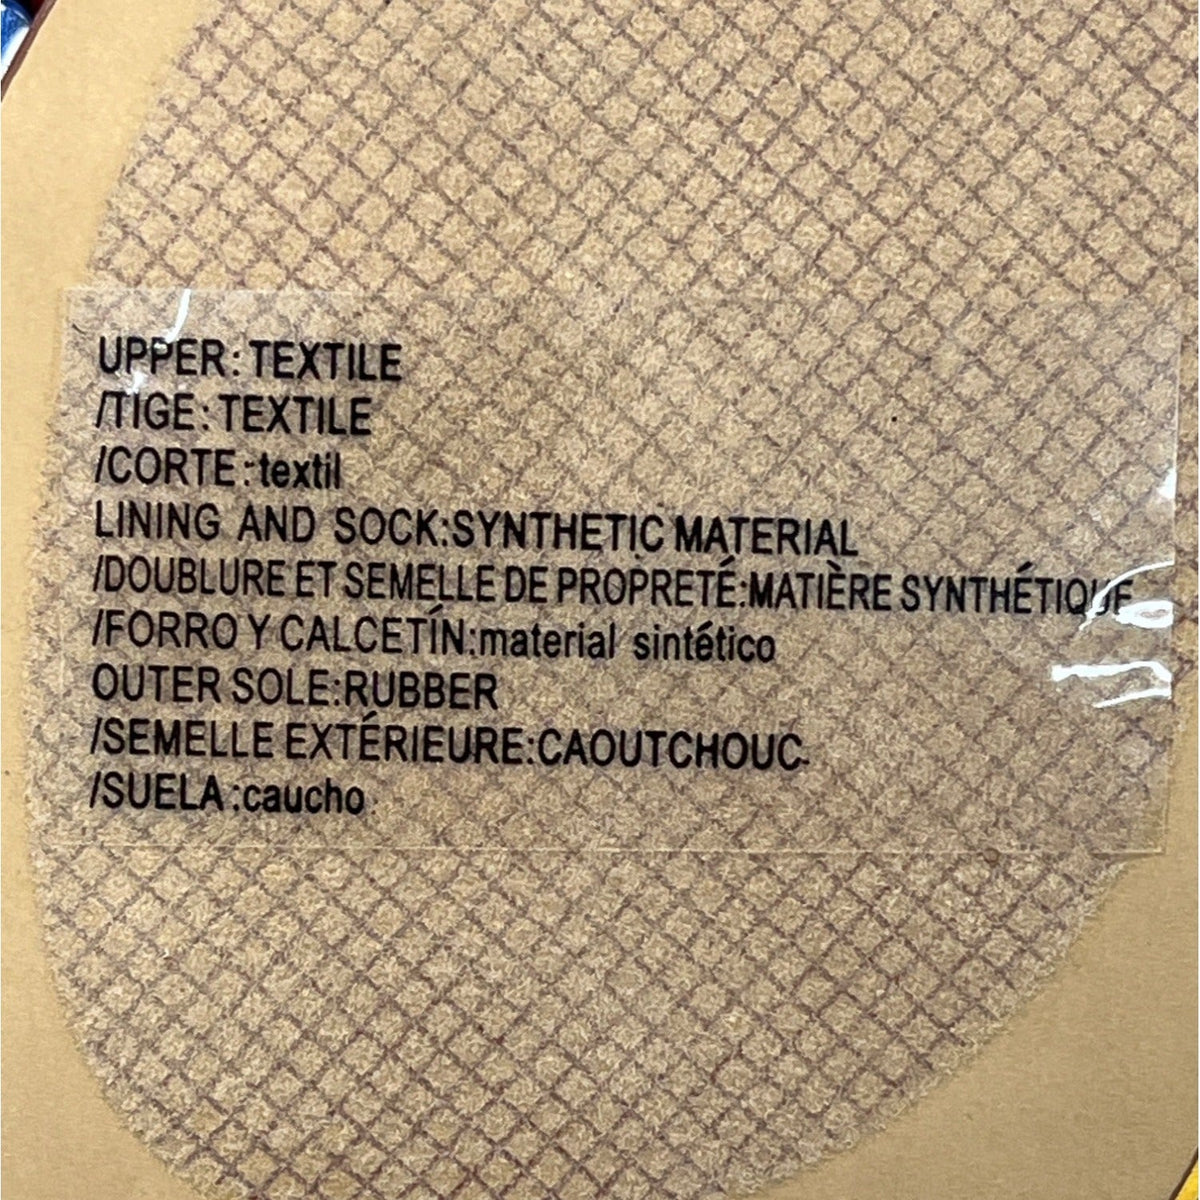 UPPER: TEXTILE
/TIGE: TEXTILE
/CORTE: textil
LINING AND SOCK:SYNTHETIC MATERIAL
/DOUBLURE ET SEMELLE DE PROPRETÉ:MATIÈRE SYNTHÉTIQUE
/FORRO Y CALCETÍN:material sintético
OUTER SOLE:RUBBER
/SEMELLE EXTÉRIEURE:CAOUTCHOUC
/SUELA:caucho